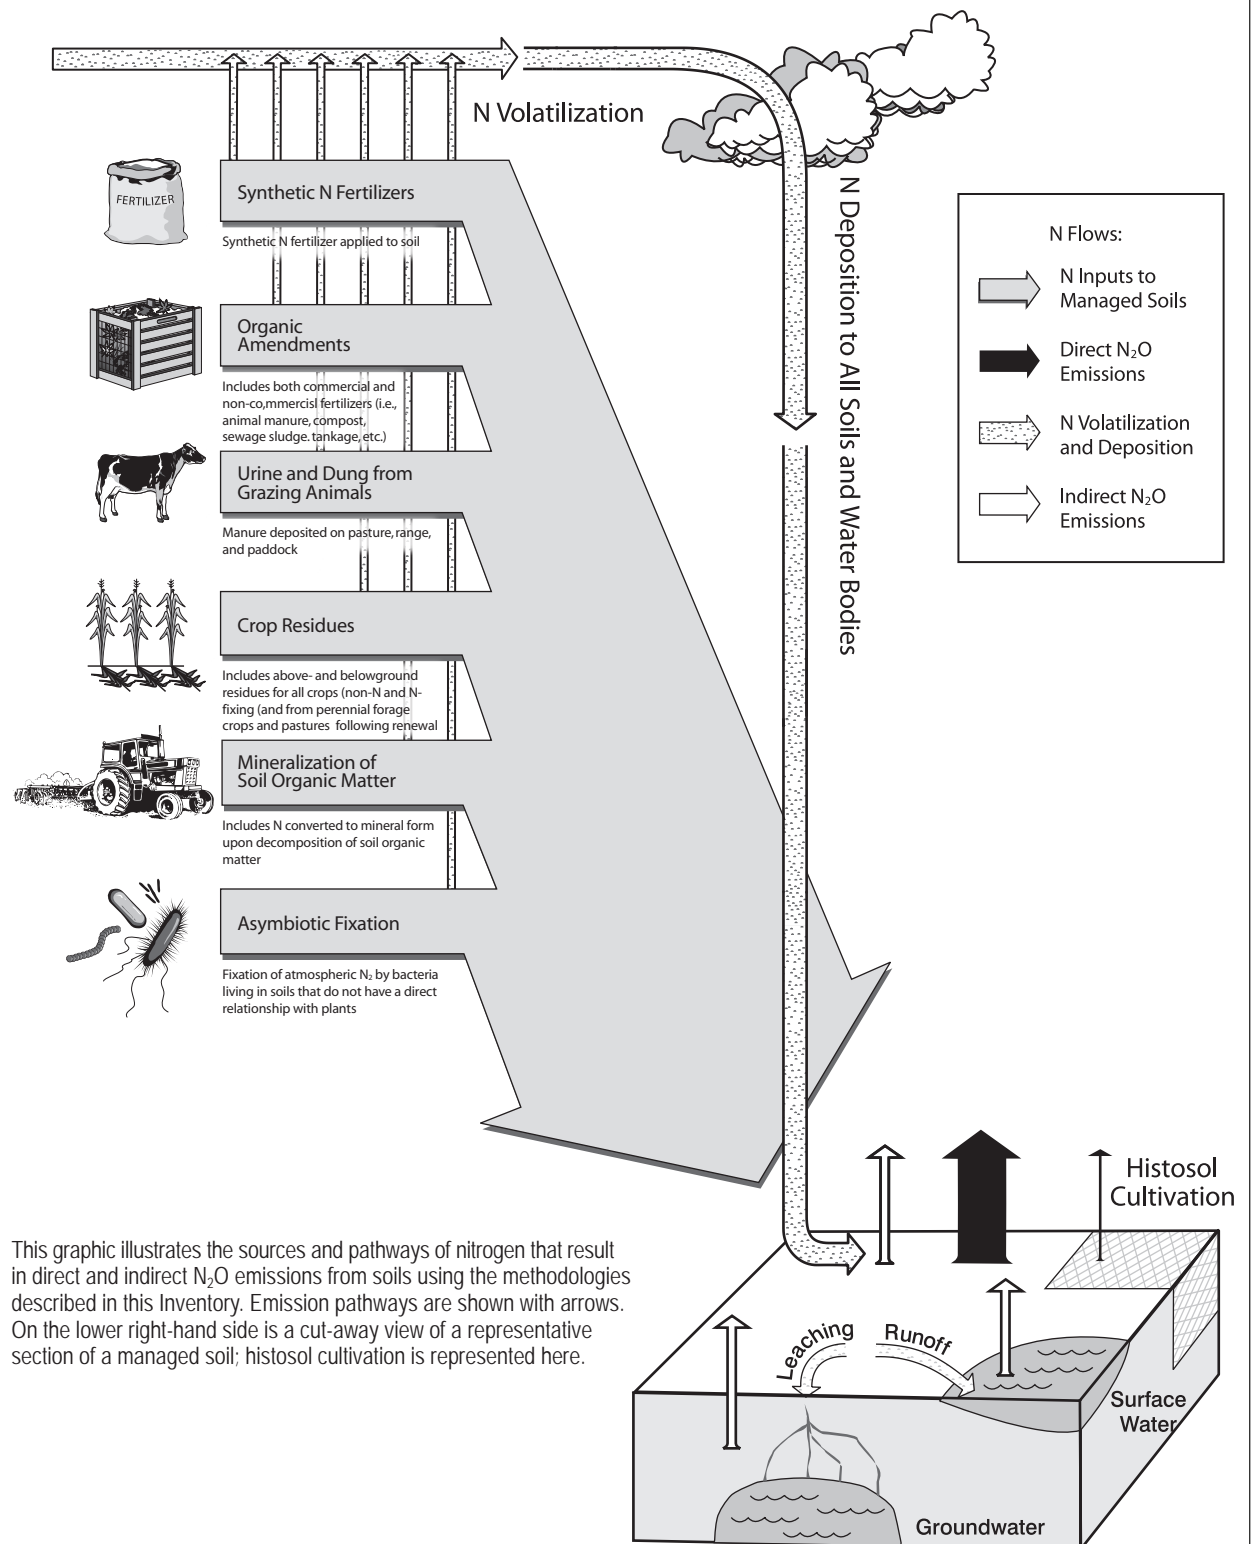 N Volatilization
FERTILIZER
Synthetic N Fertilizers
Synthetic N fertilizer applied to soil
Organic
Amendments
Includes both commercial and
non-co,mmercisl fertilizers (i.e.,
animal manure, compost,
sewage sludge. tankage, etc.)
Urine and Dung from
Grazing Animals
Manure deposited on pasture, range,
and paddock
Crop Residues
Includes above- and belowground
residues for all crops (non-N and N-
fixing (and from perennial forage
crops and pastures following renewal
Mineralization of
Soil Organic Matter
Includes N converted to mineral form
upon decomposition of soil organic
matter
Asymbiotic Fixation
Fixation of atmospheric N₂ by bacteria
living in soils that do not have a direct
relationship with plants
N Deposition to All Soils and Water Bodies
N Flows:
N Inputs to
Managed Soils
Direct N₂O
Emissions
N Volatilization
and Deposition
Indirect N₂O
Emissions
Histosol
Cultivation
This graphic illustrates the sources and pathways of nitrogen that result
in direct and indirect N₂O emissions from soils using the methodologies
described in this Inventory. Emission pathways are shown with arrows.
On the lower right-hand side is a cut-away view of a representative
section of a managed soil; histosol cultivation is represented here.
Leaching
Runoff
Surface
Water
Groundwater